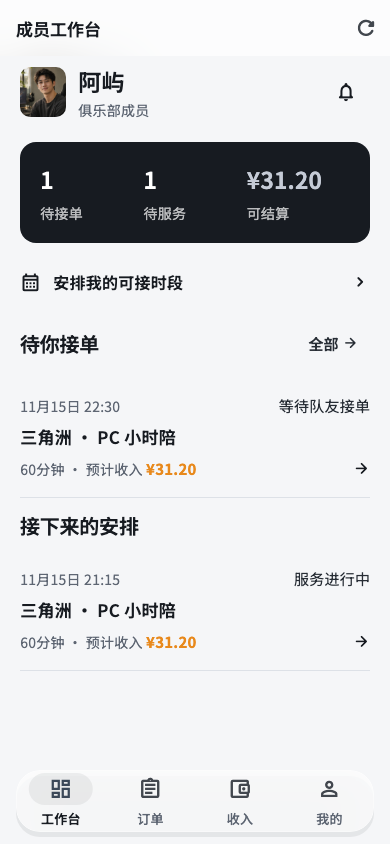 成员工作台
阿屿
俱乐部成员
1 1 ¥31.20
待接单 待服务 可结算
安排我的可接时段
待你接单 全部
11月15日 22:30 等待队友接单
三角洲 · PC 小时陪
60分钟 · 预计收入 ¥31.20
接下来的安排
11月15日 21:15 服务进行中
三角洲 · PC 小时陪
60分钟 · 预计收入 ¥31.20
工作台 订单 收入 我的